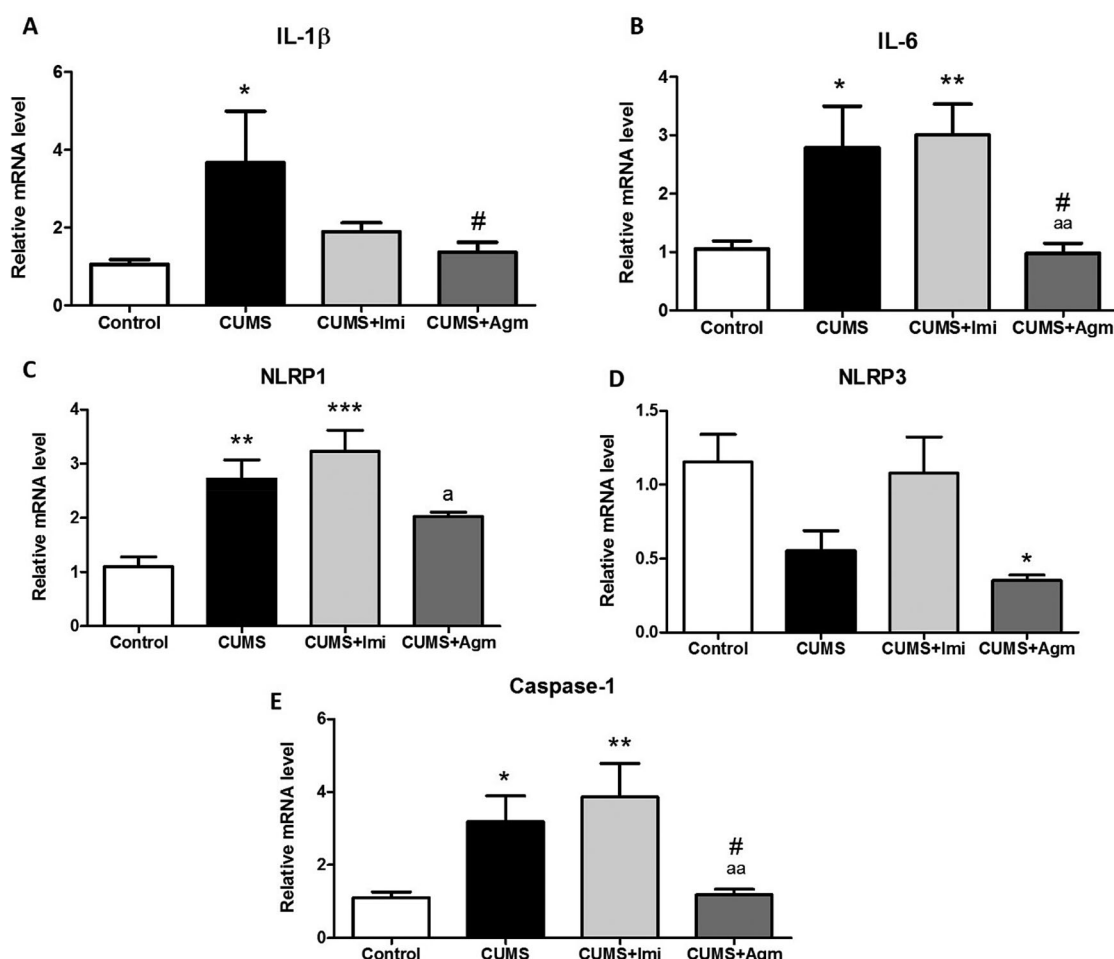 A
IL-1β
Relative mRNA level
6
4
2
0
*
#
Control
CUMS
CUMS+Imi
CUMS+Agm
B
IL-6
Relative mRNA level
4
3
2
1
0
*
**
#
aa
Control
CUMS
CUMS+Imi
CUMS+Agm
C
NLRP1
Relative mRNA level
4
3
2
1
0
**
***
a
Control
CUMS
CUMS+Imi
CUMS+Agm
D
NLRP3
Relative mRNA level
1.5
1.0
0.5
0.0
*
Control
CUMS
CUMS+Imi
CUMS+Agm
E
Caspase-1
Relative mRNA level
6
4
2
0
*
**
#
aa
Control
CUMS
CUMS+Imi
CUMS+Agm